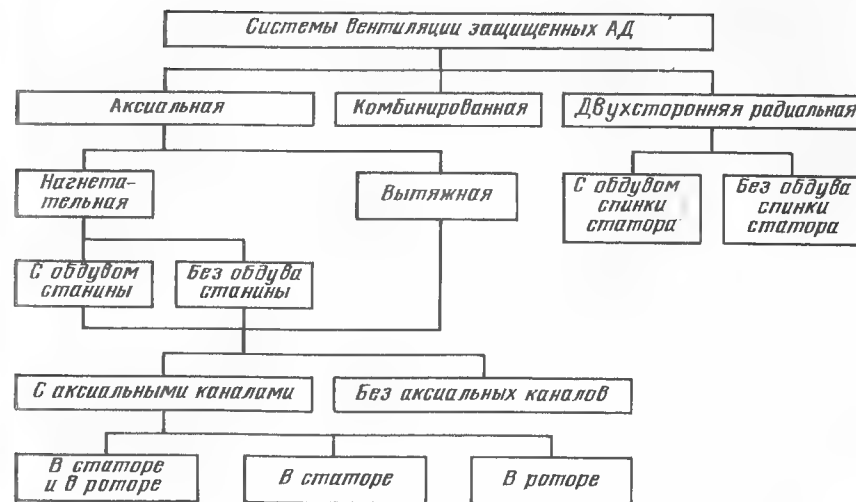 Системы вентиляции защищенных АД
Аксиальная
Комбинированная
Двухсторонняя радиальная
Нагнета-
тельная
Вытяжная
С обдувом
спинки
статора
Без обдува
спинки
статора
С обдувом
станины
Без обдува
станины
С аксиальными каналами
Без аксиальных каналов
В статоре
и в роторе
В статоре
В роторе